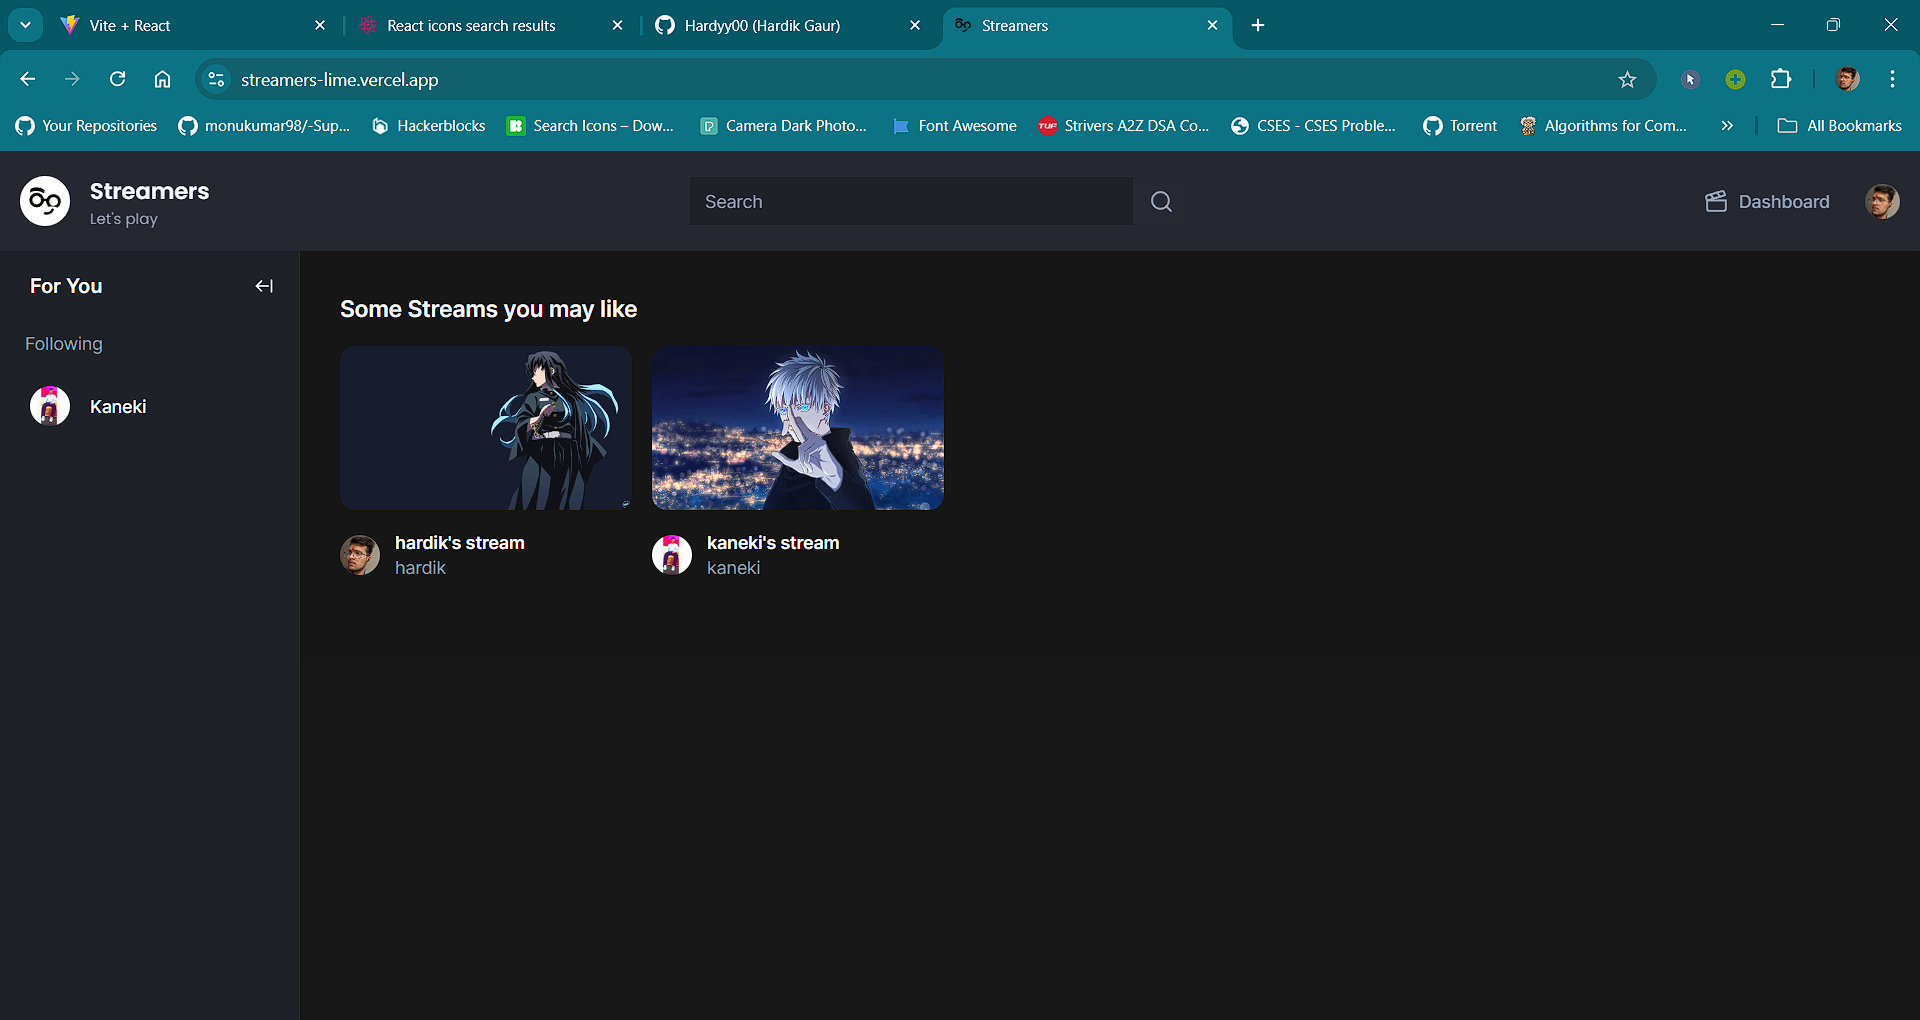 Vite + React
React icons search results
Hardyy00 (Hardik Gaur)
Streamers
streamers-lime.vercel.app
Your Repositories
monukumar98/-Sup...
Hackerblocks
Search Icons – Dow...
Camera Dark Photo...
Font Awesome
TUF
Strivers A2Z DSA Co...
CSES - CSES Proble...
Torrent
Algorithms for Com...
All Bookmarks
Streamers
Let's play
Search
Dashboard
For You
Following
Kaneki
Some Streams you may like
hardik's stream
hardik
kaneki's stream
kaneki